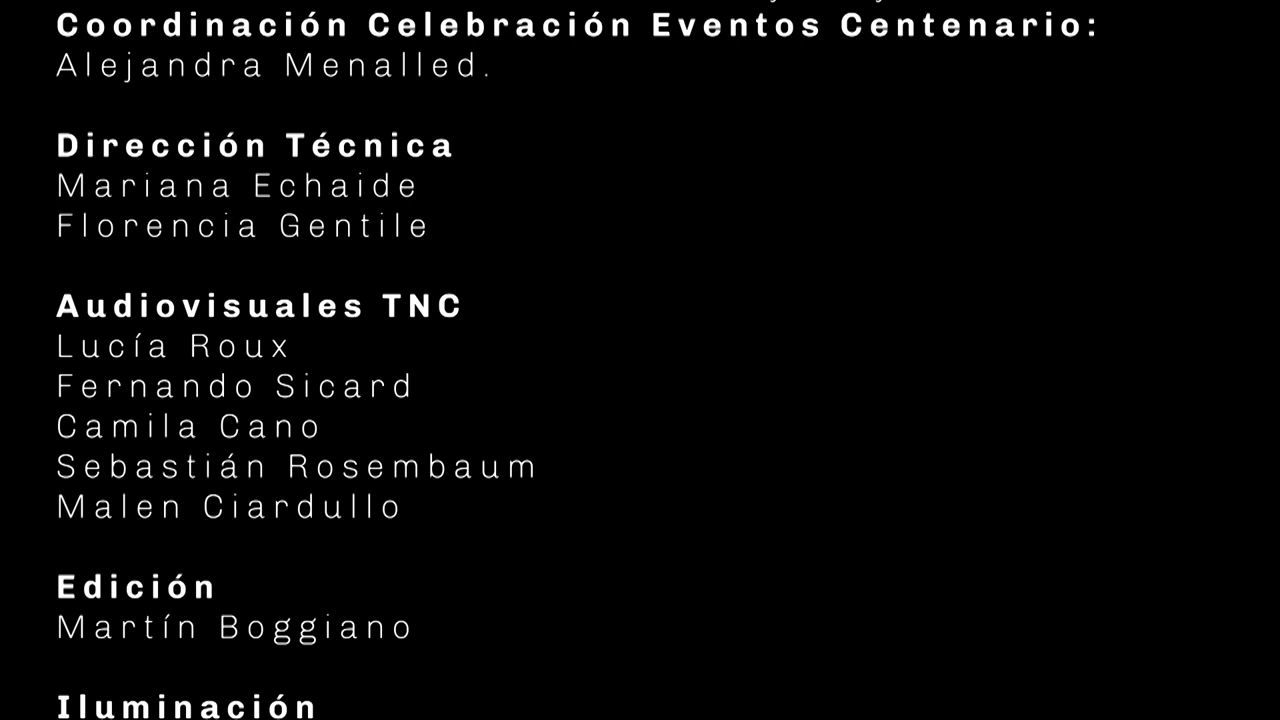 Coordinación Celebración Eventos Centenario:
Alejandra Menalled.
Dirección Técnica
Mariana Echaide
Florencia Gentile
Audiovisuales TNC
Lucía Roux
Fernando Sicard
Camila Cano
Sebastián Rosembaum
Malen Ciardullo
Edición
Martín Boggiano
Iluminación